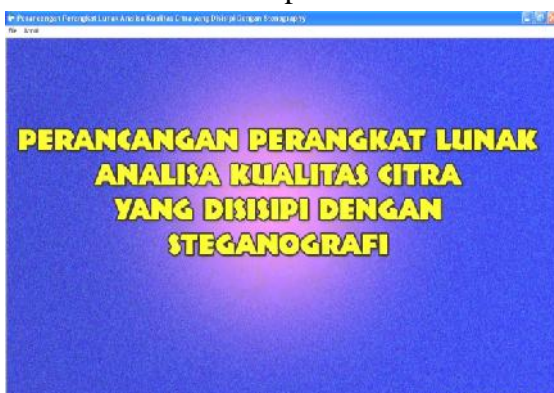 Perancangan Perangkat Lunak Analisa Kualitas Citra yang Disisipi Dengan
File
PERANCANGAN PERANGKAT LUNAK
ANALISA KUALITAS CITRA
YANG DISISIPI DENGAN
STEGANOGRAFI